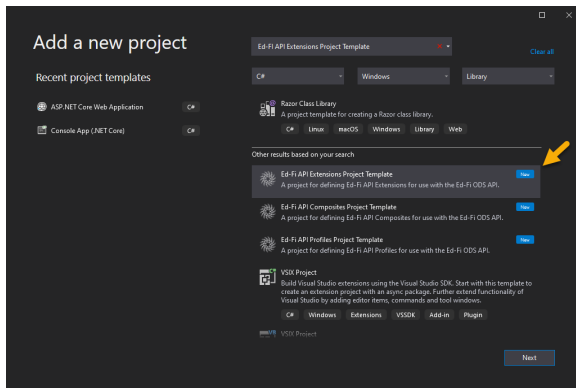 Add a new project
Ed-FI API Extensions Project Template
Clear all
Recent project templates
C#
Windows
Library
ASP.NET Core Web Application
C#
Console App (.NET Core)
C#
Razor Class Library
A project template for creating a Razor class library.
C# Linux macOS Windows Library Web
Other results based on your search
Ed-Fi API Extensions Project Template
New
A project for defining Ed-Fi API Extensions for use with the Ed-Fi ODS API.
Ed-Fi API Composites Project Template
New
A project for defining Ed-Fi API Composites for use with the Ed-Fi ODS API.
Ed-Fi API Profiles Project Template
New
A project for defining Ed-Fi API Profiles for use with the Ed-Fi ODS API.
VSIX Project
Build Visual Studio extensions using the Visual Studio SDK. Start with this template to
create an extension project with an async package. Further extend functionality of
Visual Studio by adding editor items, commands and tool windows.
C# Windows Extensions VSSDK Add-in Plugin
VSIX Project
Next